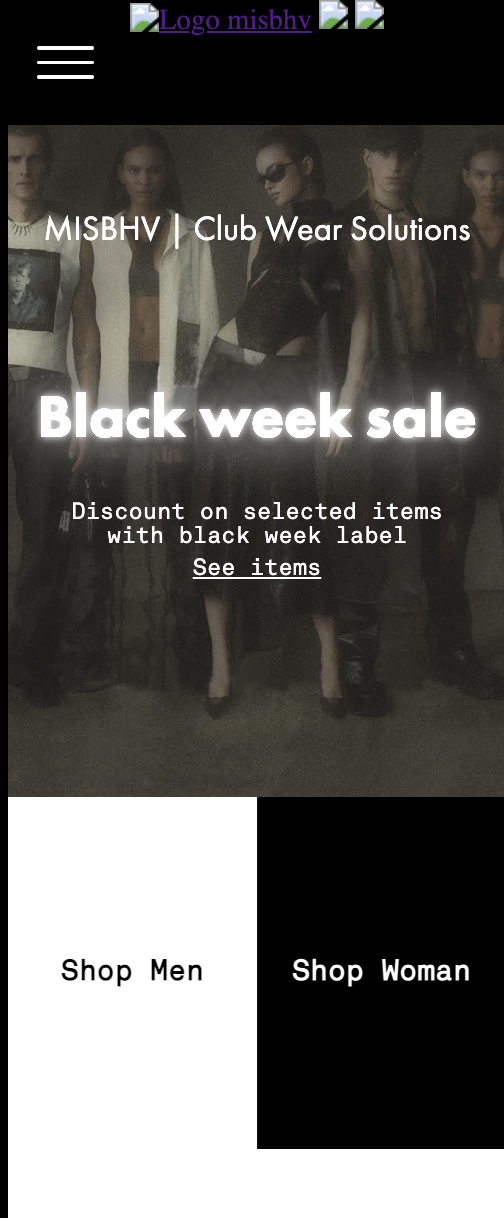 Logo misbhv
MISBHV | Club Wear Solutions
Black week sale
Discount on selected items
with black week label
See items
Shop Men
Shop Woman